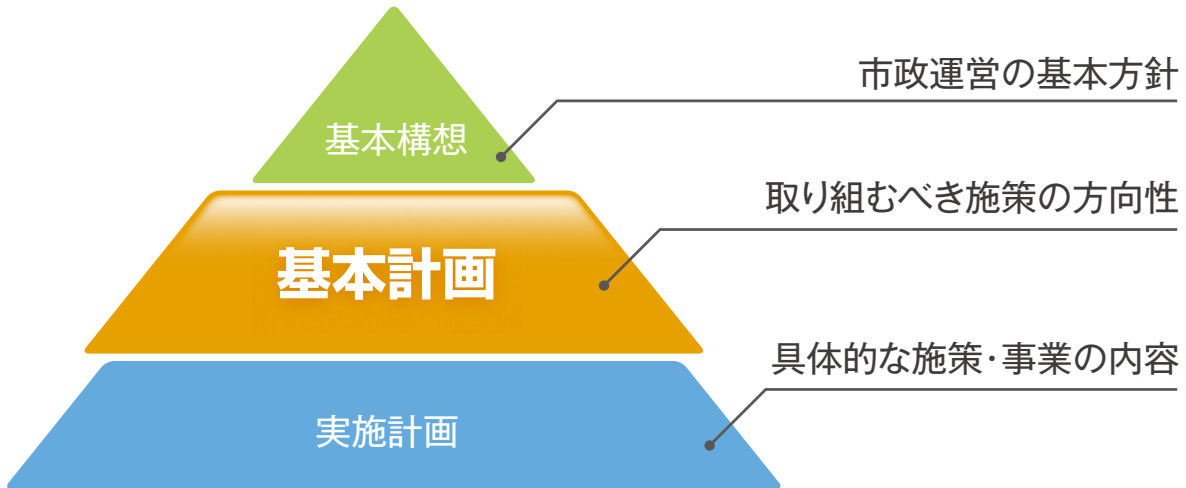 市政運営の基本方針
基本構想
取り組むべき施策の方向性
基本計画
具体的な施策･事業の内容
実施計画